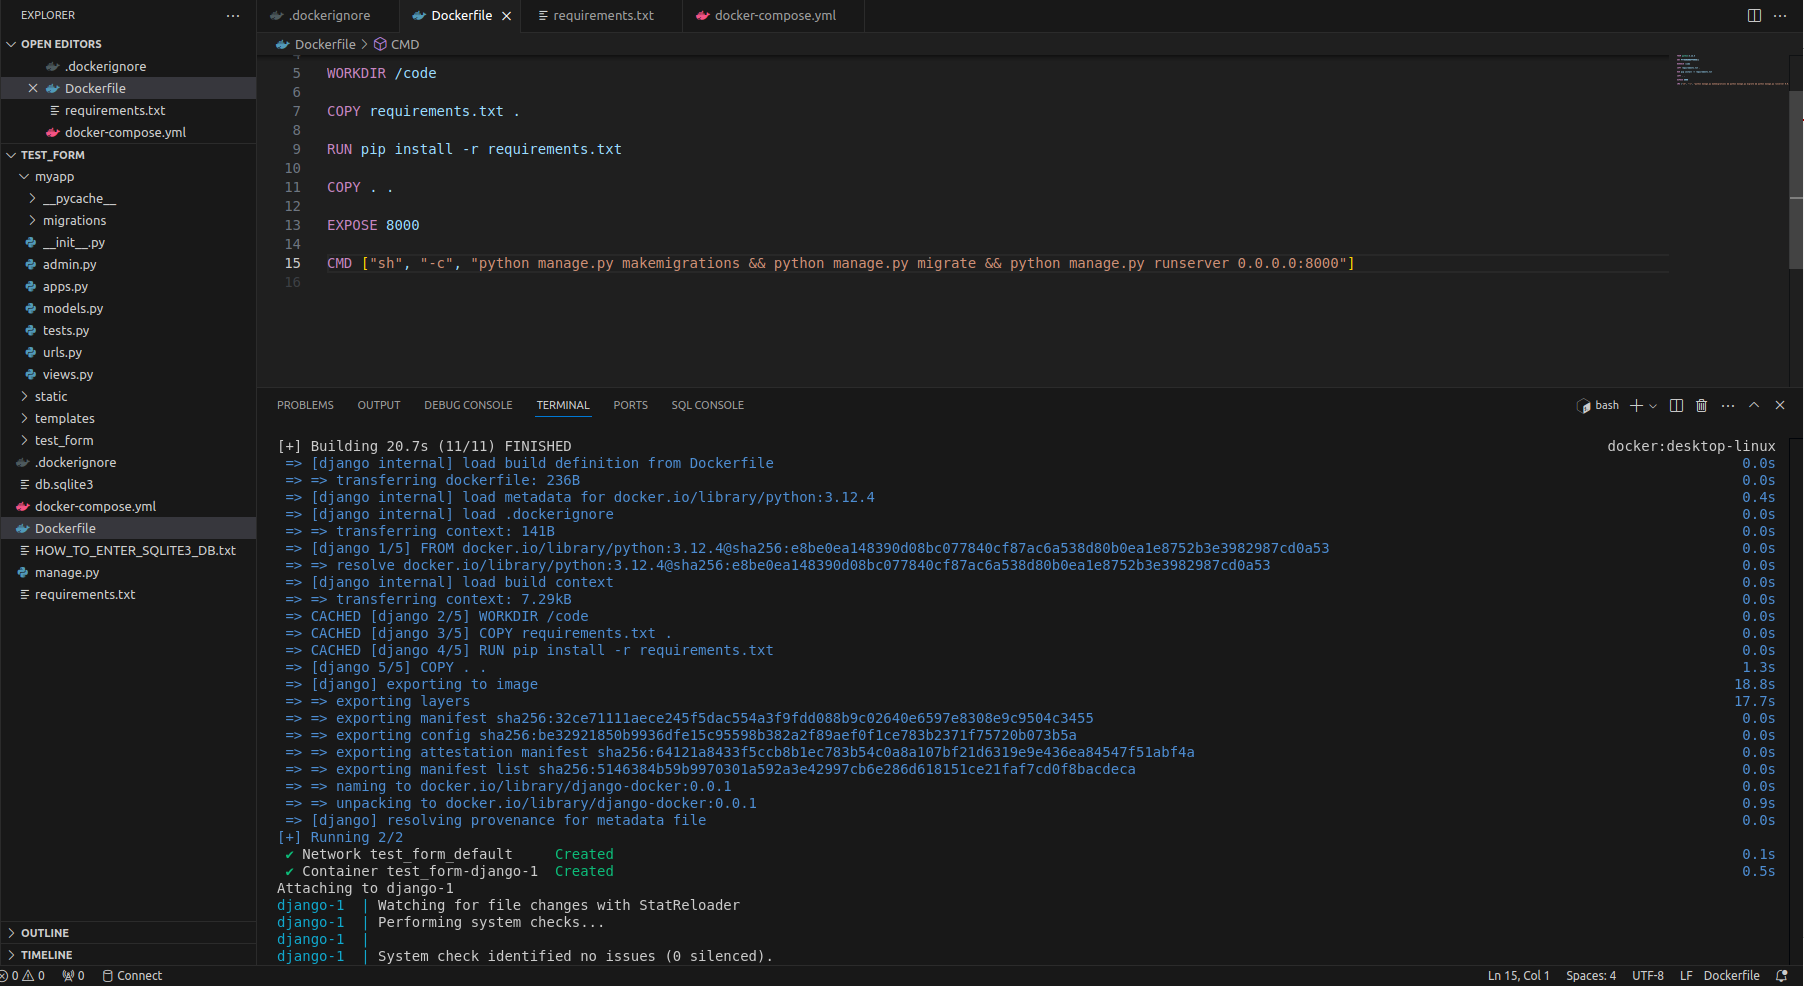 EXPLORER
OPEN EDITORS
.dockerignore
Dockerfile
requirements.txt
docker-compose.yml
TEST_FORM
myapp
__pycache__
migrations
__init__.py
admin.py
apps.py
models.py
tests.py
urls.py
views.py
static
templates
test_form
.dockerignore
db.sqlite3
docker-compose.yml
Dockerfile
HOW_TO_ENTER_SQLITE3_DB.txt
manage.py
requirements.txt
OUTLINE
TIMELINE
.dockerignore Dockerfile requirements.txt docker-compose.yml
Dockerfile > CMD
5 WORKDIR /code
6
7 COPY requirements.txt .
8
9 RUN pip install -r requirements.txt
10
11 COPY . .
12
13 EXPOSE 8000
14
15 CMD ["sh", "-c", "python manage.py makemigrations && python manage.py migrate && python manage.py runserver 0.0.0.0:8000"]
16
PROBLEMS OUTPUT DEBUG CONSOLE TERMINAL PORTS SQL CONSOLE bash
[+] Building 20.7s (11/11) FINISHED docker:desktop-linux
=> [django internal] load build definition from Dockerfile 0.0s
=> => transferring dockerfile: 236B 0.0s
=> [django internal] load metadata for docker.io/library/python:3.12.4 0.4s
=> [django internal] load .dockerignore 0.0s
=> => transferring context: 141B 0.0s
=> [django 1/5] FROM docker.io/library/python:3.12.4@sha256:e8be0ea148390d08bc077840cf87ac6a538d80b0ea1e8752b3e3982987cd0a53 0.0s
=> => resolve docker.io/library/python:3.12.4@sha256:e8be0ea148390d08bc077840cf87ac6a538d80b0ea1e8752b3e3982987cd0a53 0.0s
=> [django internal] load build context 0.0s
=> => transferring context: 7.29kB 0.0s
=> CACHED [django 2/5] WORKDIR /code 0.0s
=> CACHED [django 3/5] COPY requirements.txt . 0.0s
=> CACHED [django 4/5] RUN pip install -r requirements.txt 0.0s
=> [django 5/5] COPY . . 1.3s
=> [django] exporting to image 18.8s
=> => exporting layers 17.7s
=> => exporting manifest sha256:32ce71111aece245f5dac554a3f9fdd088b9c02640e6597e8308e9c9504c3455 0.0s
=> => exporting config sha256:be32921850b9936dfe15c95598b382a2f89aef0f1ce783b2371f75720b073b5a 0.0s
=> => exporting attestation manifest sha256:64121a8433f5ccb8b1ec783b54c0a8a107bf21d6319e9e436ea84547f51abf4a 0.0s
=> => exporting manifest list sha256:5146384b59b9970301a592a3e42997cb6e286d618151ce21faf7cd0f8bacdeca 0.0s
=> => naming to docker.io/library/django-docker:0.0.1 0.0s
=> => unpacking to docker.io/library/django-docker:0.0.1 0.9s
=> [django] resolving provenance for metadata file 0.0s
[+] Running 2/2
✔ Network test_form_default Created 0.1s
✔ Container test_form-django-1 Created 0.5s
Attaching to django-1
django-1 | Watching for file changes with StatReloader
django-1 | Performing system checks...
django-1 |
django-1 | System check identified no issues (0 silenced).
0 0 0 Connect Ln 15, Col 1 Spaces: 4 UTF-8 LF Dockerfile